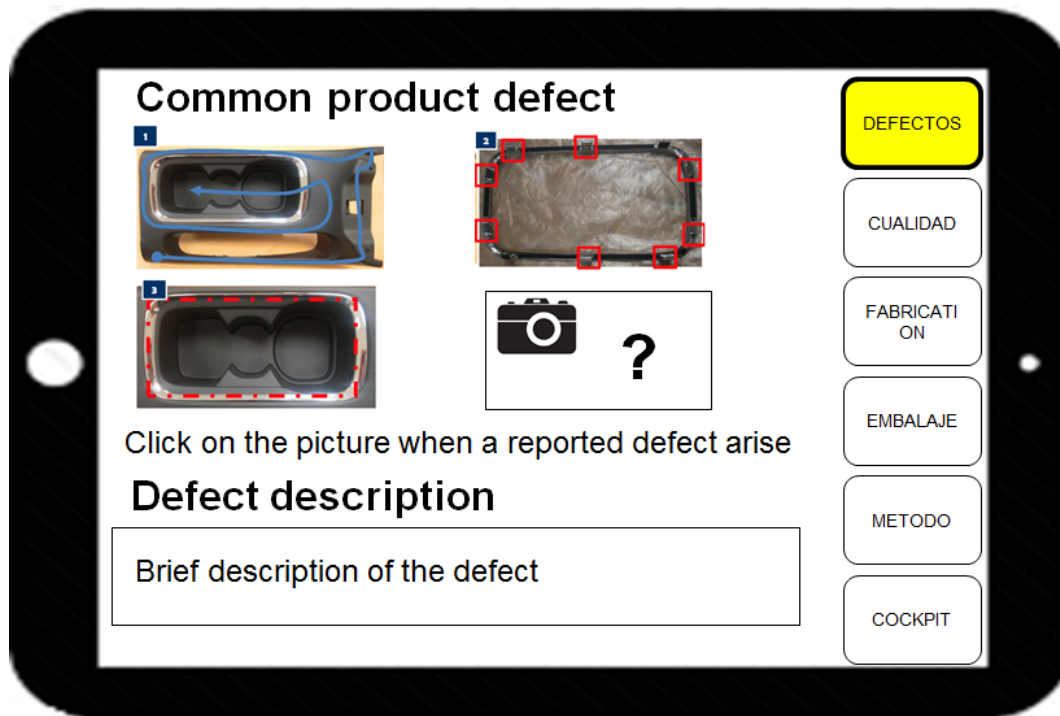 Common product defect
1
2
3
?
Click on the picture when a reported defect arise
Defect description
Brief description of the defect
DEFECTOS
CUALIDAD
FABRICATI
ON
EMBALAJE
METODO
COCKPIT